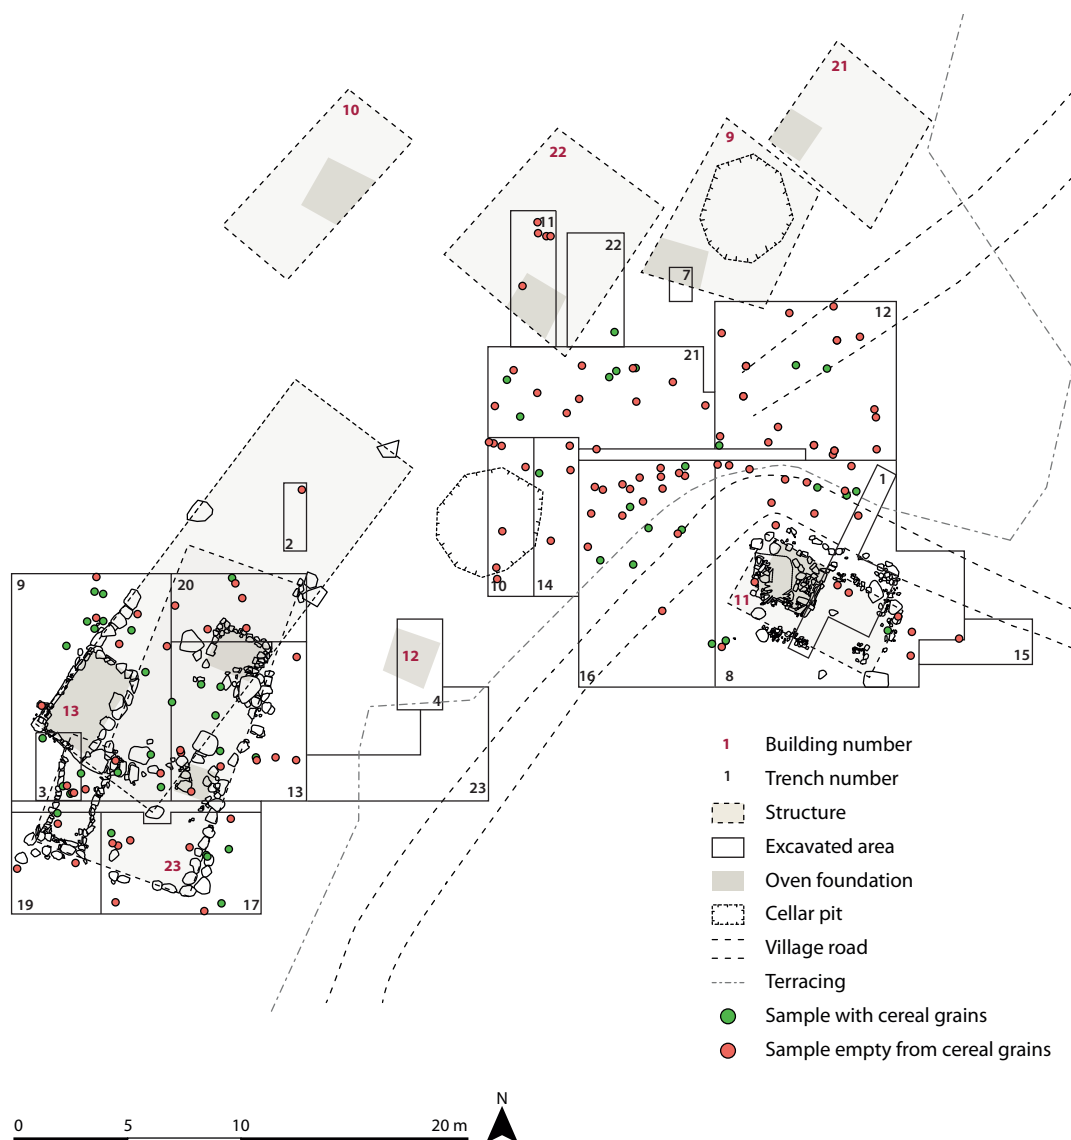 21
10
9
22
11
22
7
12
21
1
2
9
20
10
14
11
12
16
8
15
13
4
3
13
23
23
19
17
1 Building number
1 Trench number
Structure
Excavated area
Oven foundation
Cellar pit
Village road
Terracing
Sample with cereal grains
Sample empty from cereal grains
N
0 5 10 20 m